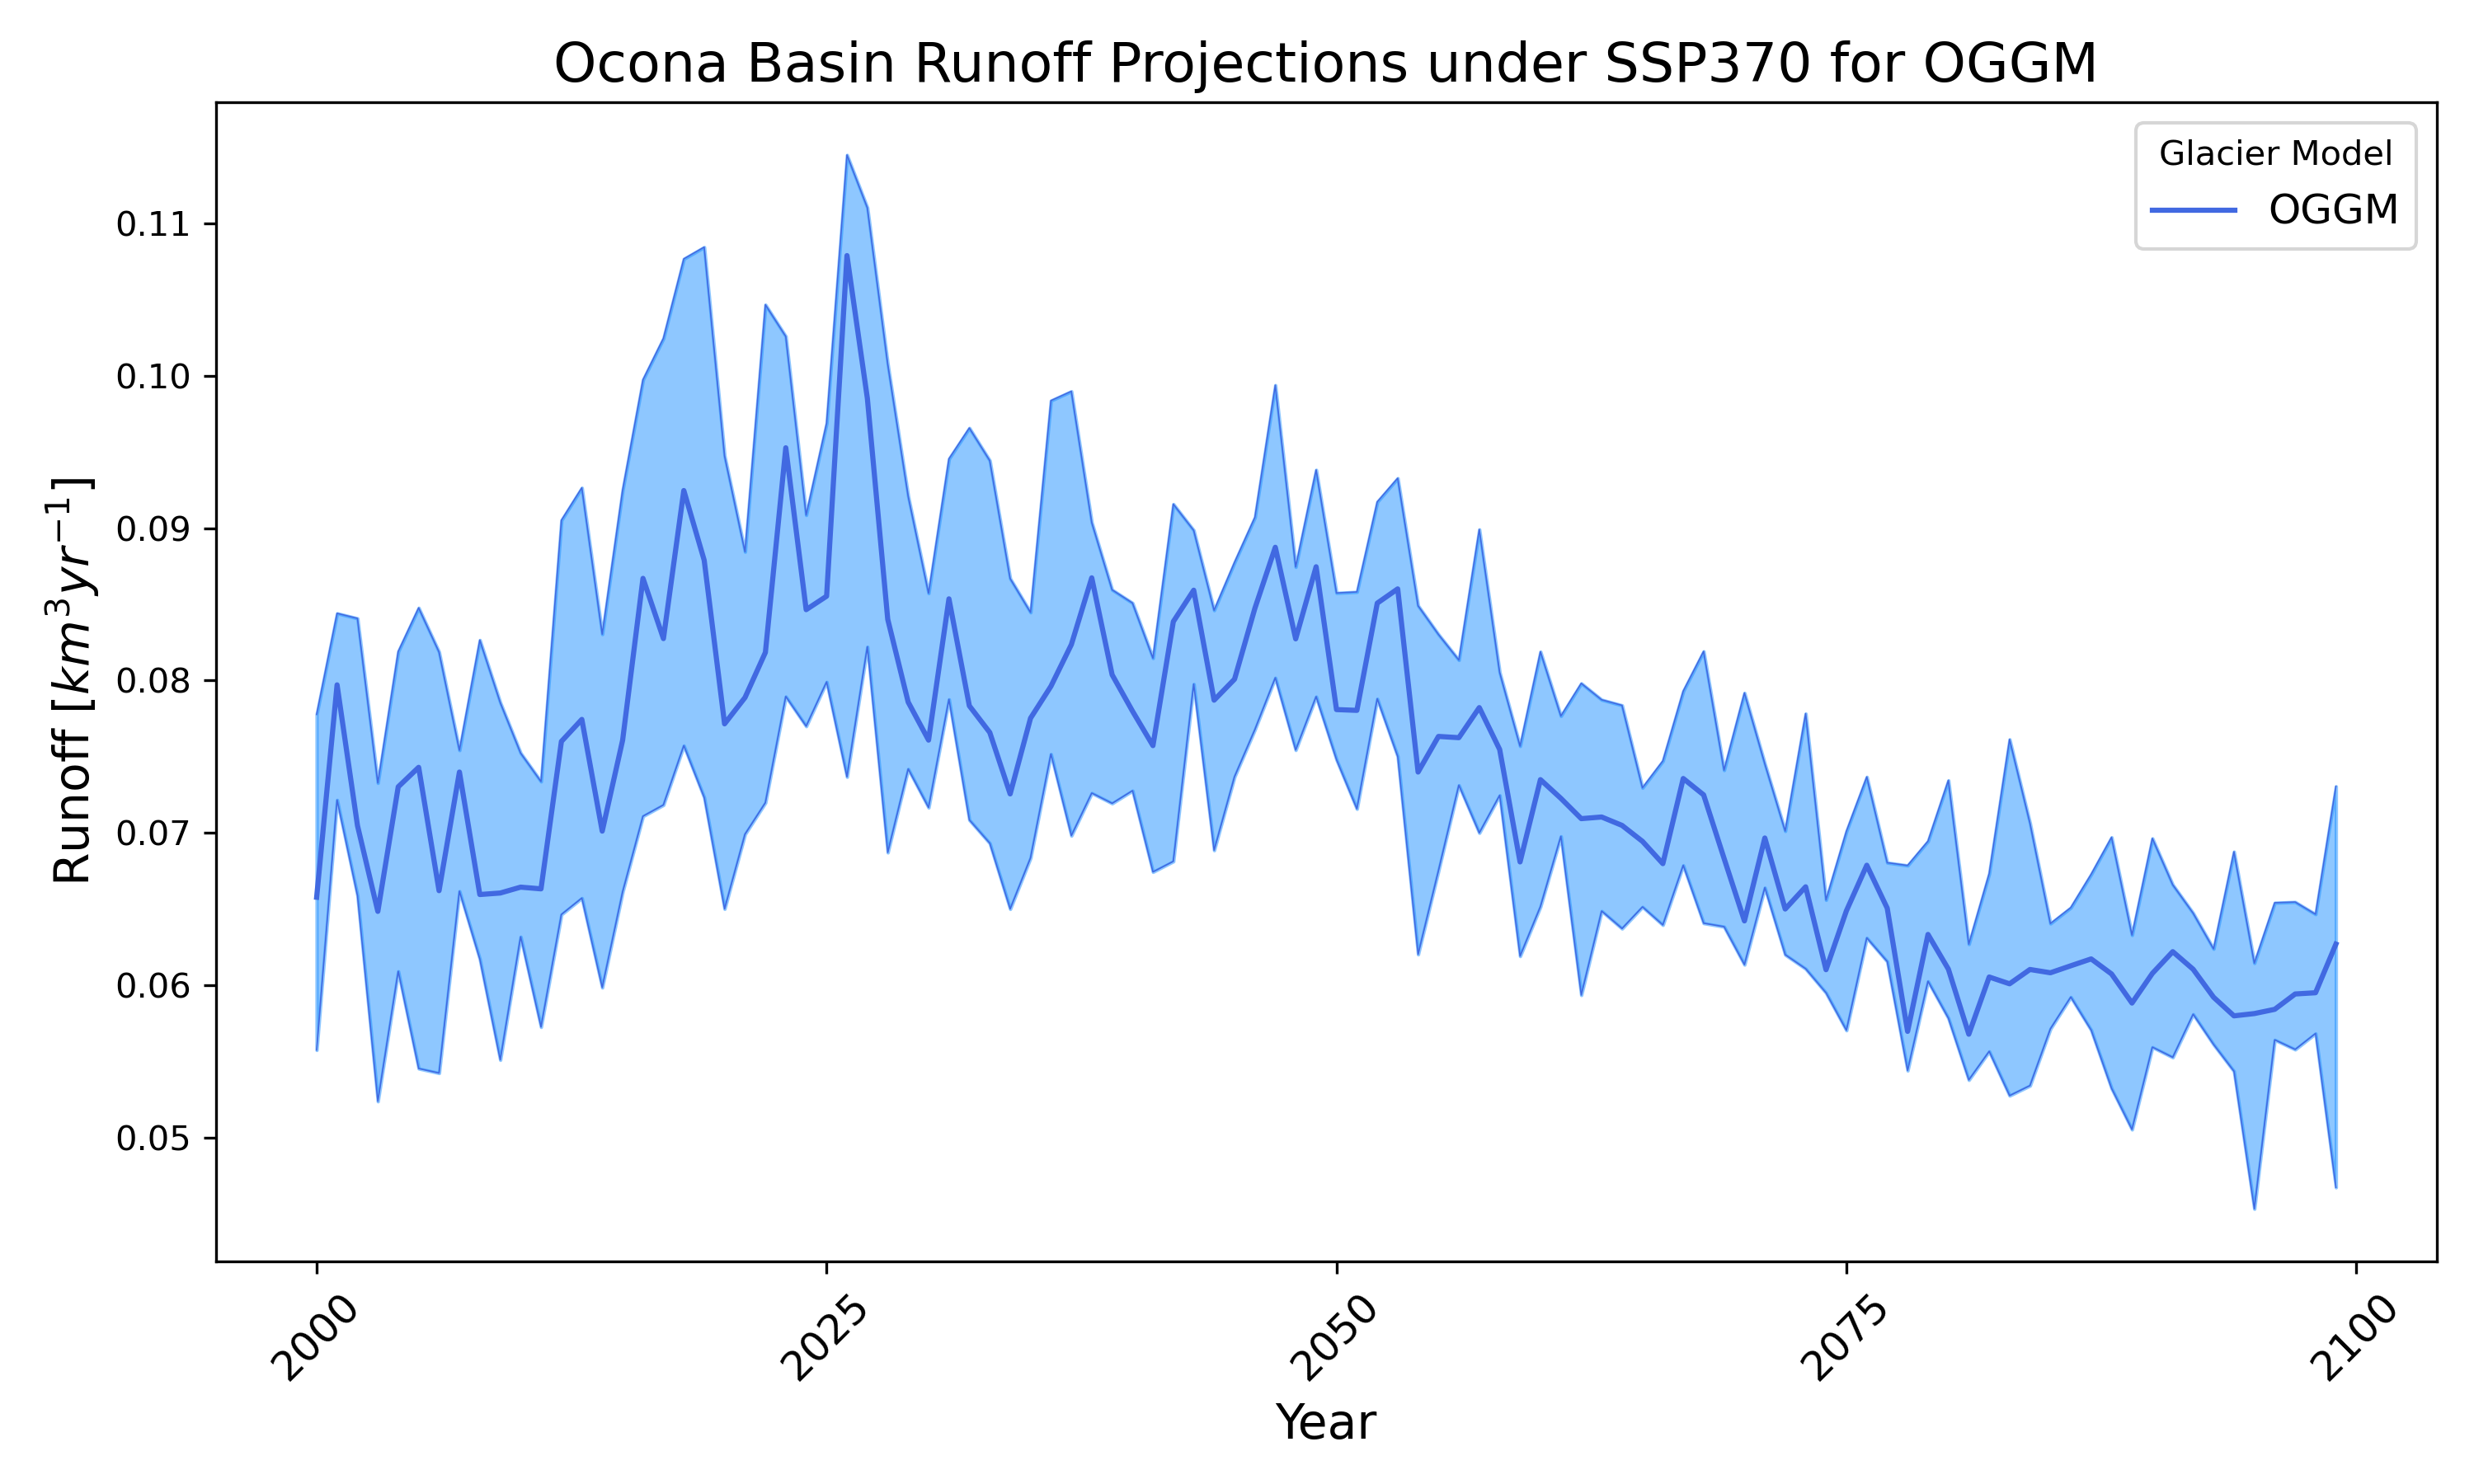 Ocona Basin Runoff Projections under SSP370 for OGGM
Glacier Model
OGGM
0.11
0.10
0.09
0.08
0.07
0.06
0.05
Runoff [km³yr⁻¹]
2000
2025
2050
2075
2100
Year